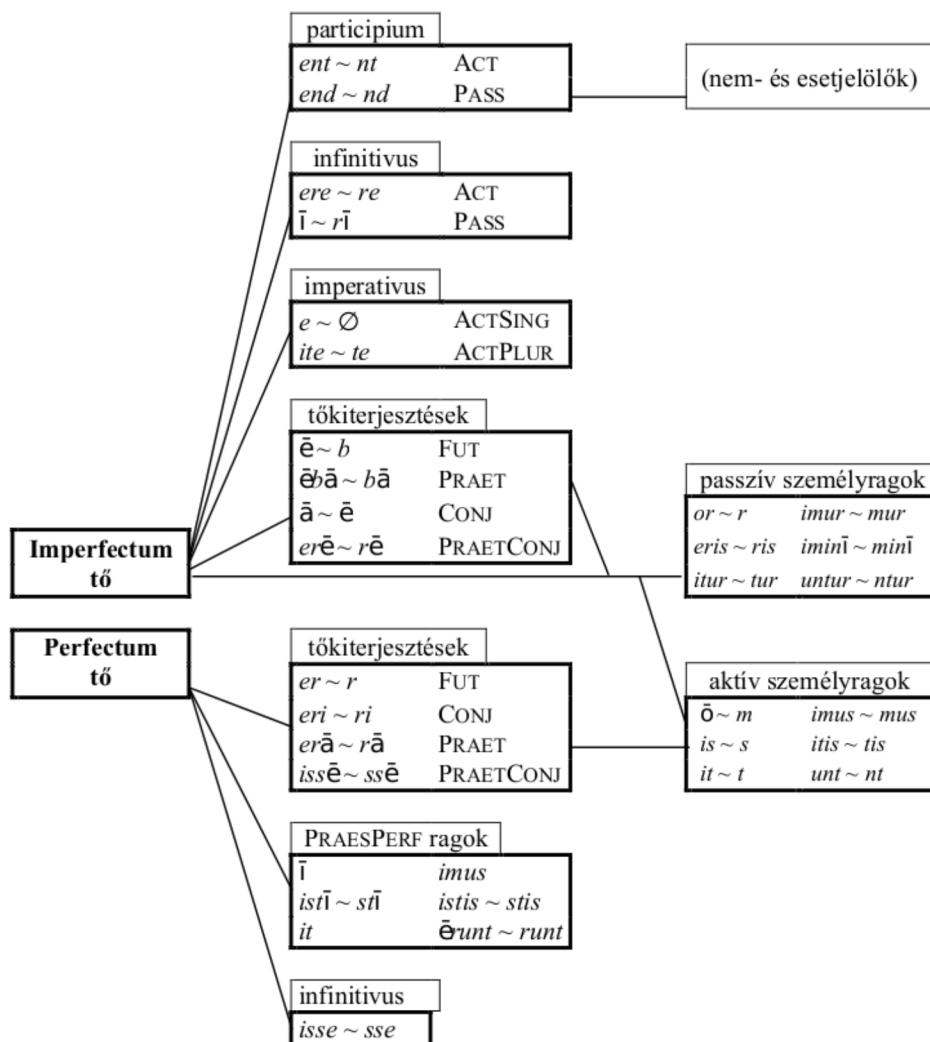 participium
ent ~ nt ACT
end ~ nd PASS
(nem- és esetjelölők)
infinitivus
ere ~ re ACT
ī ~ rī PASS
imperativus
e ~ ∅ ACTSING
ite ~ te ACTPLUR
tőkiterjesztések
ē ~ b FUT
ēbā ~ bā PRAET
ā ~ ē CONJ
erē ~ rē PRAETCONJ
passzív személyragok
or ~ r imur ~ mur
eris ~ ris iminī ~ minī
itur ~ tur untur ~ ntur
Imperfectum
tő
Perfectum
tő
tőkiterjesztések
er ~ r FUT
eri ~ ri CONJ
erā ~ rā PRAET
issē ~ ssē PRAETCONJ
aktív személyragok
ō ~ m imus ~ mus
is ~ s itis ~ tis
it ~ t unt ~ nt
PRAESPERF ragok
ī imus
istī ~ stī istis ~ stis
it ērunt ~ runt
infinitivus
isse ~ sse